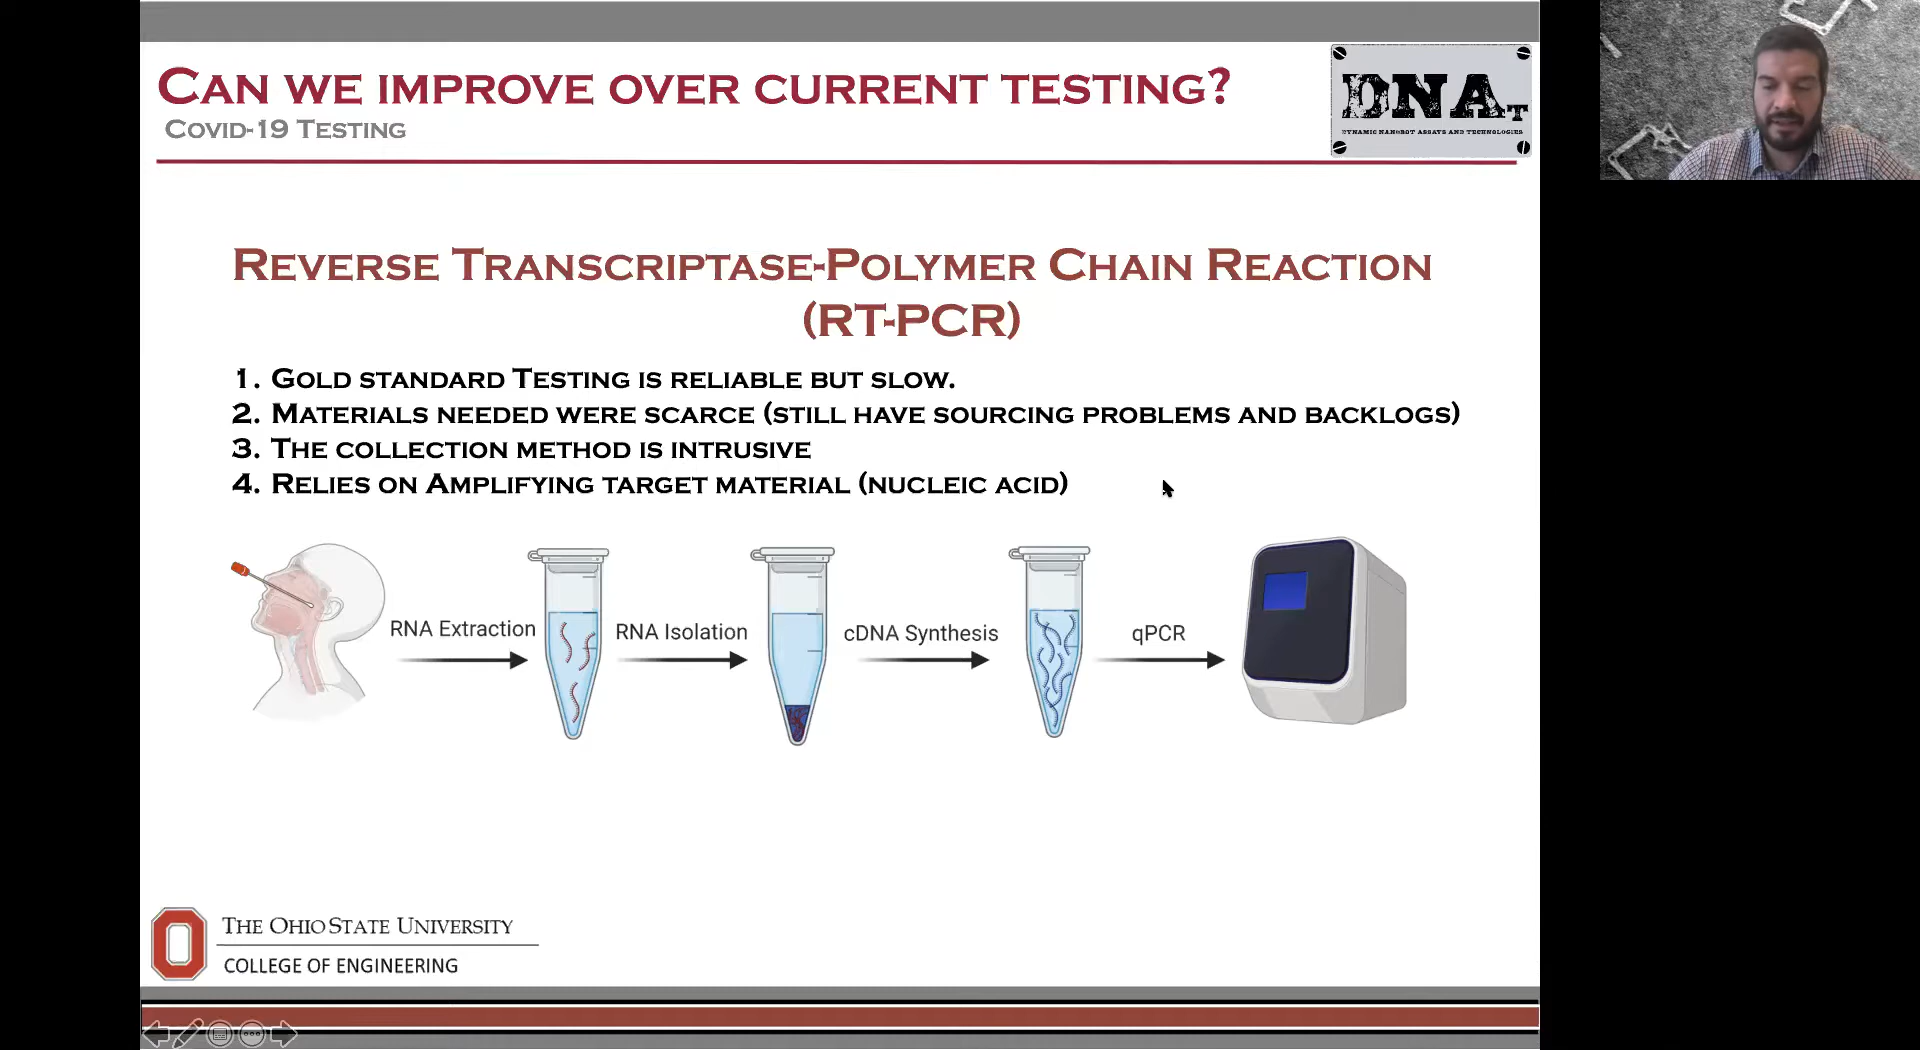 CAN WE IMPROVE OVER CURRENT TESTING?
COVID-19 TESTING
DNAT
DYNAMIC NANOBOT ASSAYS AND TECHNOLOGIES
REVERSE TRANSCRIPTASE-POLYMER CHAIN REACTION
(RT-PCR)
1. GOLD STANDARD TESTING IS RELIABLE BUT SLOW.
2. MATERIALS NEEDED WERE SCARCE (STILL HAVE SOURCING PROBLEMS AND BACKLOGS)
3. THE COLLECTION METHOD IS INTRUSIVE
4. RELIES ON AMPLIFYING TARGET MATERIAL (NUCLEIC ACID)
RNA Extraction
RNA Isolation
cDNA Synthesis
qPCR
THE OHIO STATE UNIVERSITY
COLLEGE OF ENGINEERING